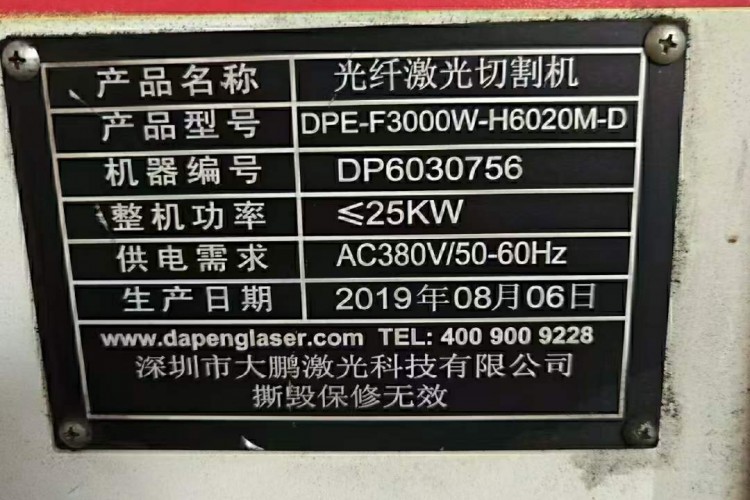 产品名称 光纤激光切割机
产品型号 DPE-F3000W-H6020M-D
机器编号 DP6030756
整机功率 ≤25KW
供电需求 AC380V/50-60Hz
生产日期 2019年08月06日
www.dapenglaser.com TEL: 400 900 9228
深圳市大鹏激光科技有限公司
撕毁保修无效